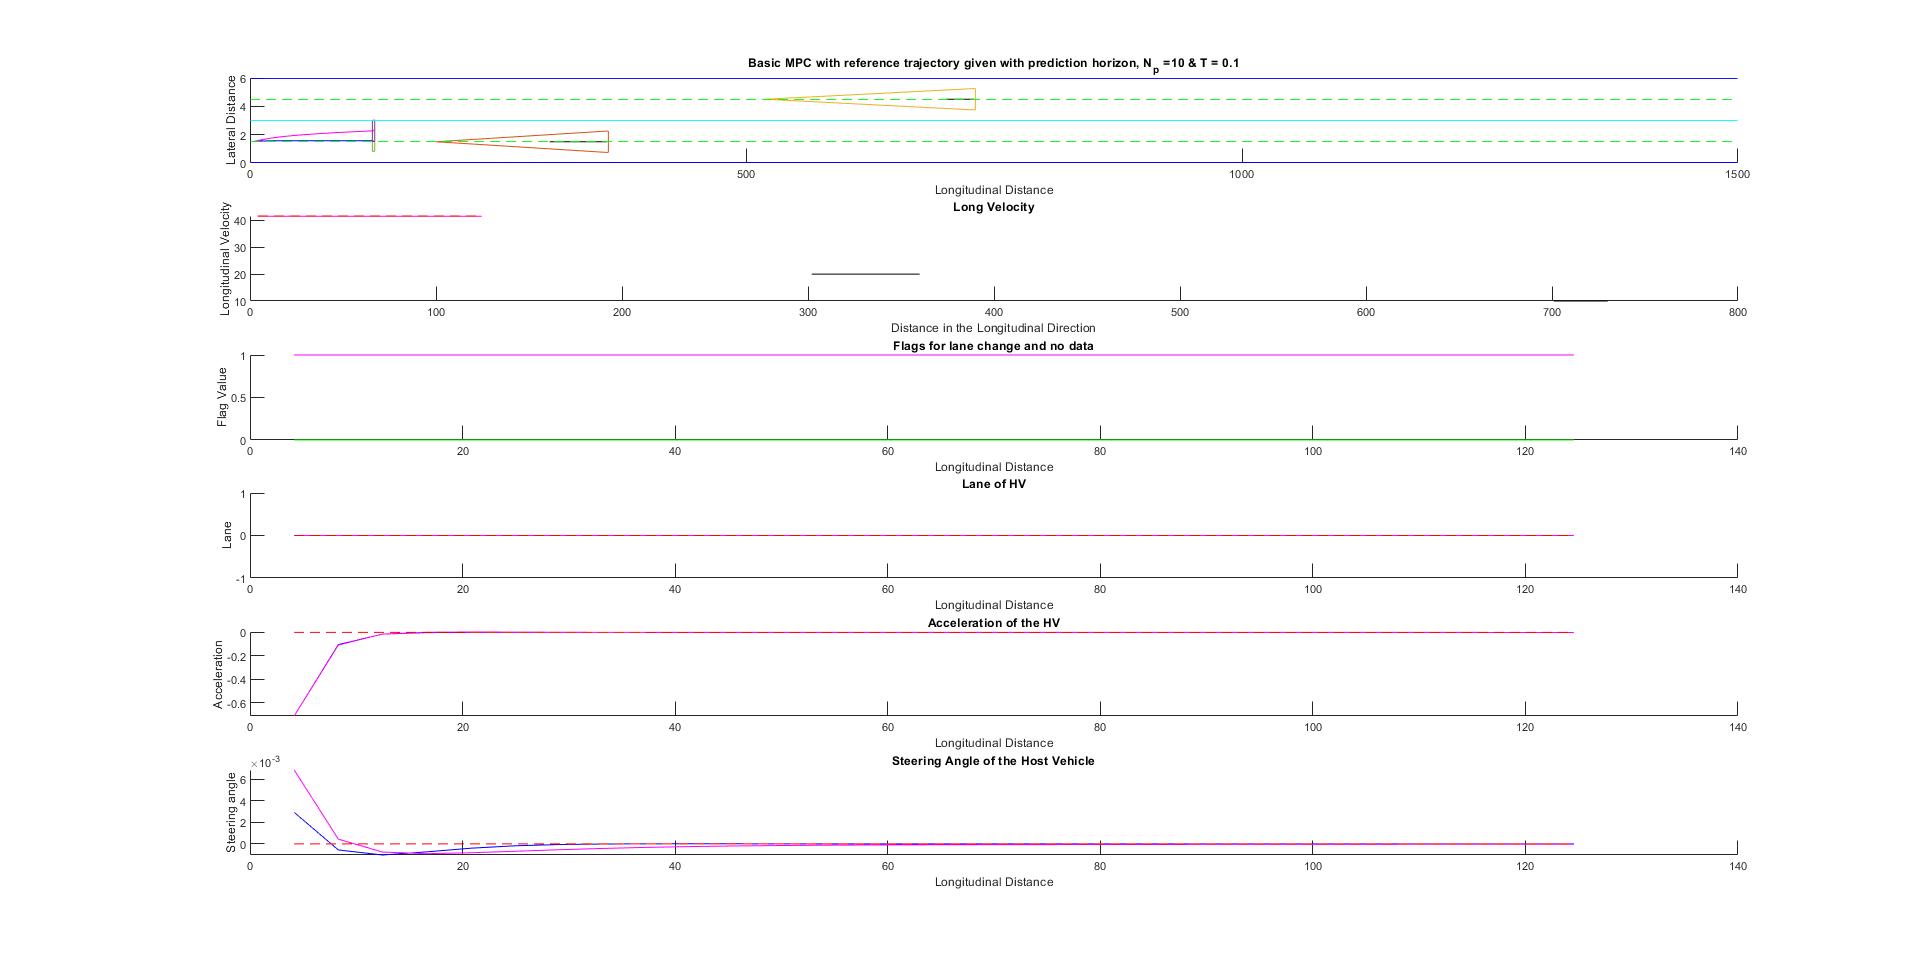 Basic MPC with reference trajectory given with prediction horizon, Np =10 & T = 0.1
Lateral Distance
6
4
2
0
0 500 1000 1500
Longitudinal Distance
Long Velocity
Longitudinal Velocity
40
30
20
10
0 100 200 300 400 500 600 700 800
Distance in the Longitudinal Direction
Flags for lane change and no data
Flag Value
1
0.5
0
0 20 40 60 80 100 120 140
Longitudinal Distance
Lane of HV
Lane
1
0
-1
0 20 40 60 80 100 120 140
Longitudinal Distance
Acceleration of the HV
Acceleration
0
-0.2
-0.4
-0.6
0 20 40 60 80 100 120 140
Longitudinal Distance
Steering Angle of the Host Vehicle
×10-3
Steering angle
6
4
2
0
0 20 40 60 80 100 120 140
Longitudinal Distance